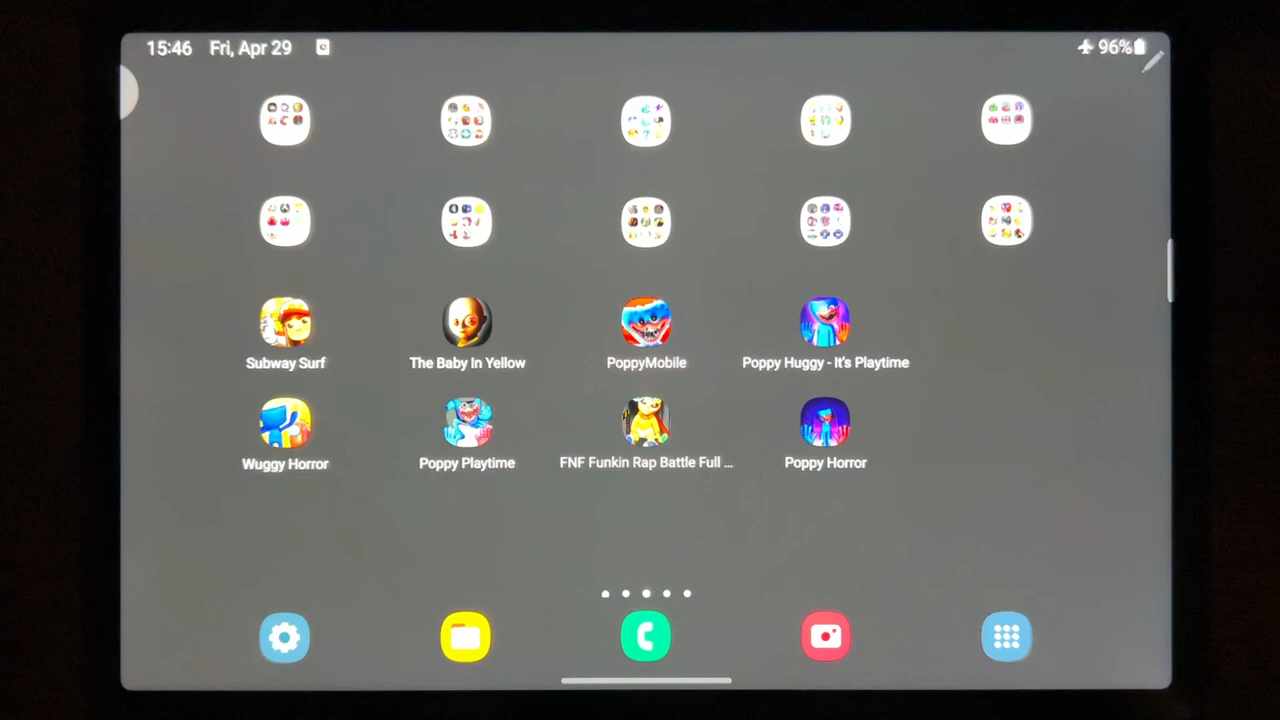 15:46 Fri, Apr 29 96%
Subway Surf The Baby In Yellow PoppyMobile Poppy Huggy - It's Playtime
Wuggy Horror Poppy Playtime FNF Funkin Rap Battle Full ... Poppy Horror